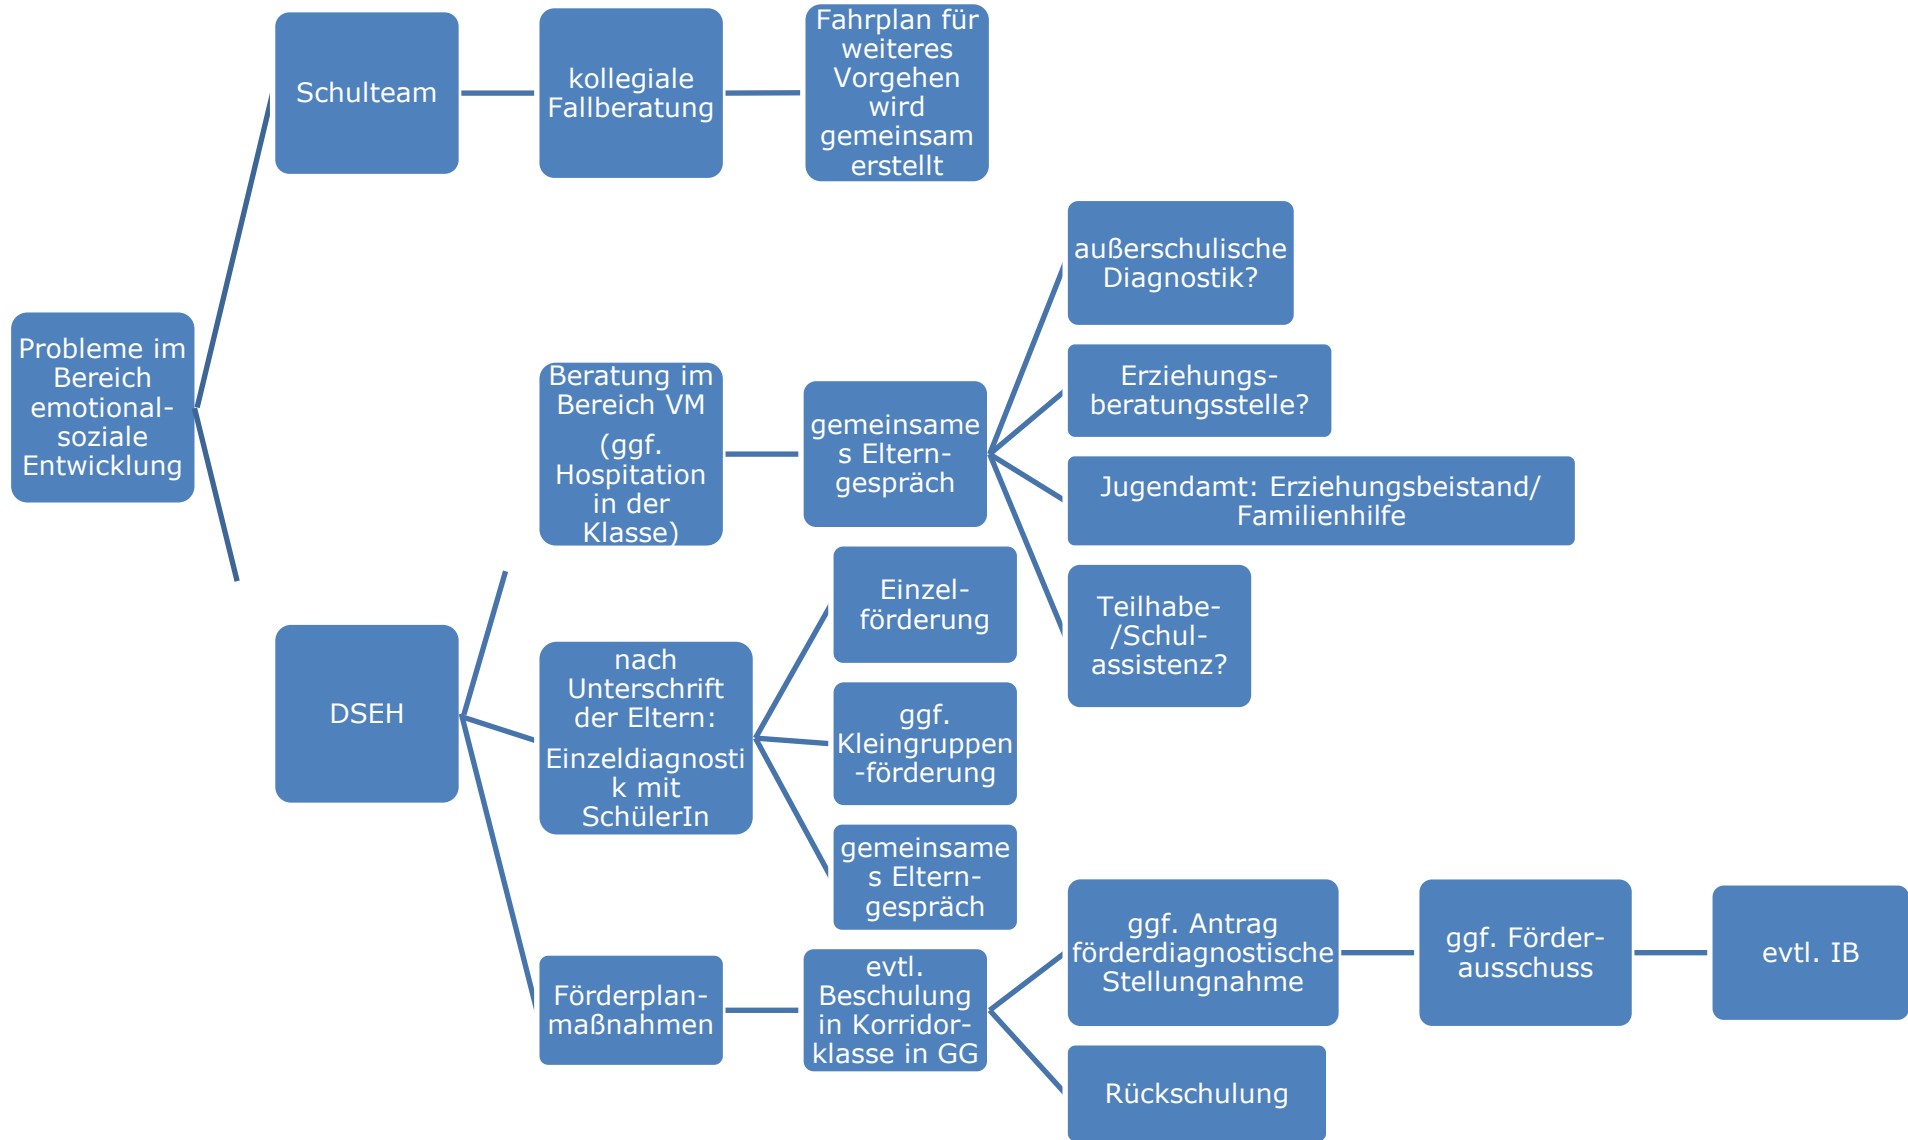 Probleme im
Bereich
emotional-
soziale
Entwicklung
Schulteam
kollegiale
Fallberatung
Fahrplan für
weiteres
Vorgehen
wird
gemeinsam
erstellt
DSEH
Beratung im
Bereich VM
(ggf.
Hospitation
in der
Klasse)
gemeinsame
s Eltern-
gespräch
außerschulische
Diagnostik?
Erziehungs-
beratungsstelle?
Jugendamt: Erziehungsbeistand/
Familienhilfe
Teilhabe-
/Schul-
assistenz?
nach
Unterschrift
der Eltern:
Einzeldiagnosti
k mit
SchülerIn
Einzel-
förderung
ggf.
Kleingruppen
-förderung
gemeinsame
s Eltern-
gespräch
Förderplan-
maßnahmen
evtl.
Beschulung
in Korridor-
klasse in GG
ggf. Antrag
förderdiagnostische
Stellungnahme
ggf. Förder-
ausschuss
evtl. IB
Rückschulung